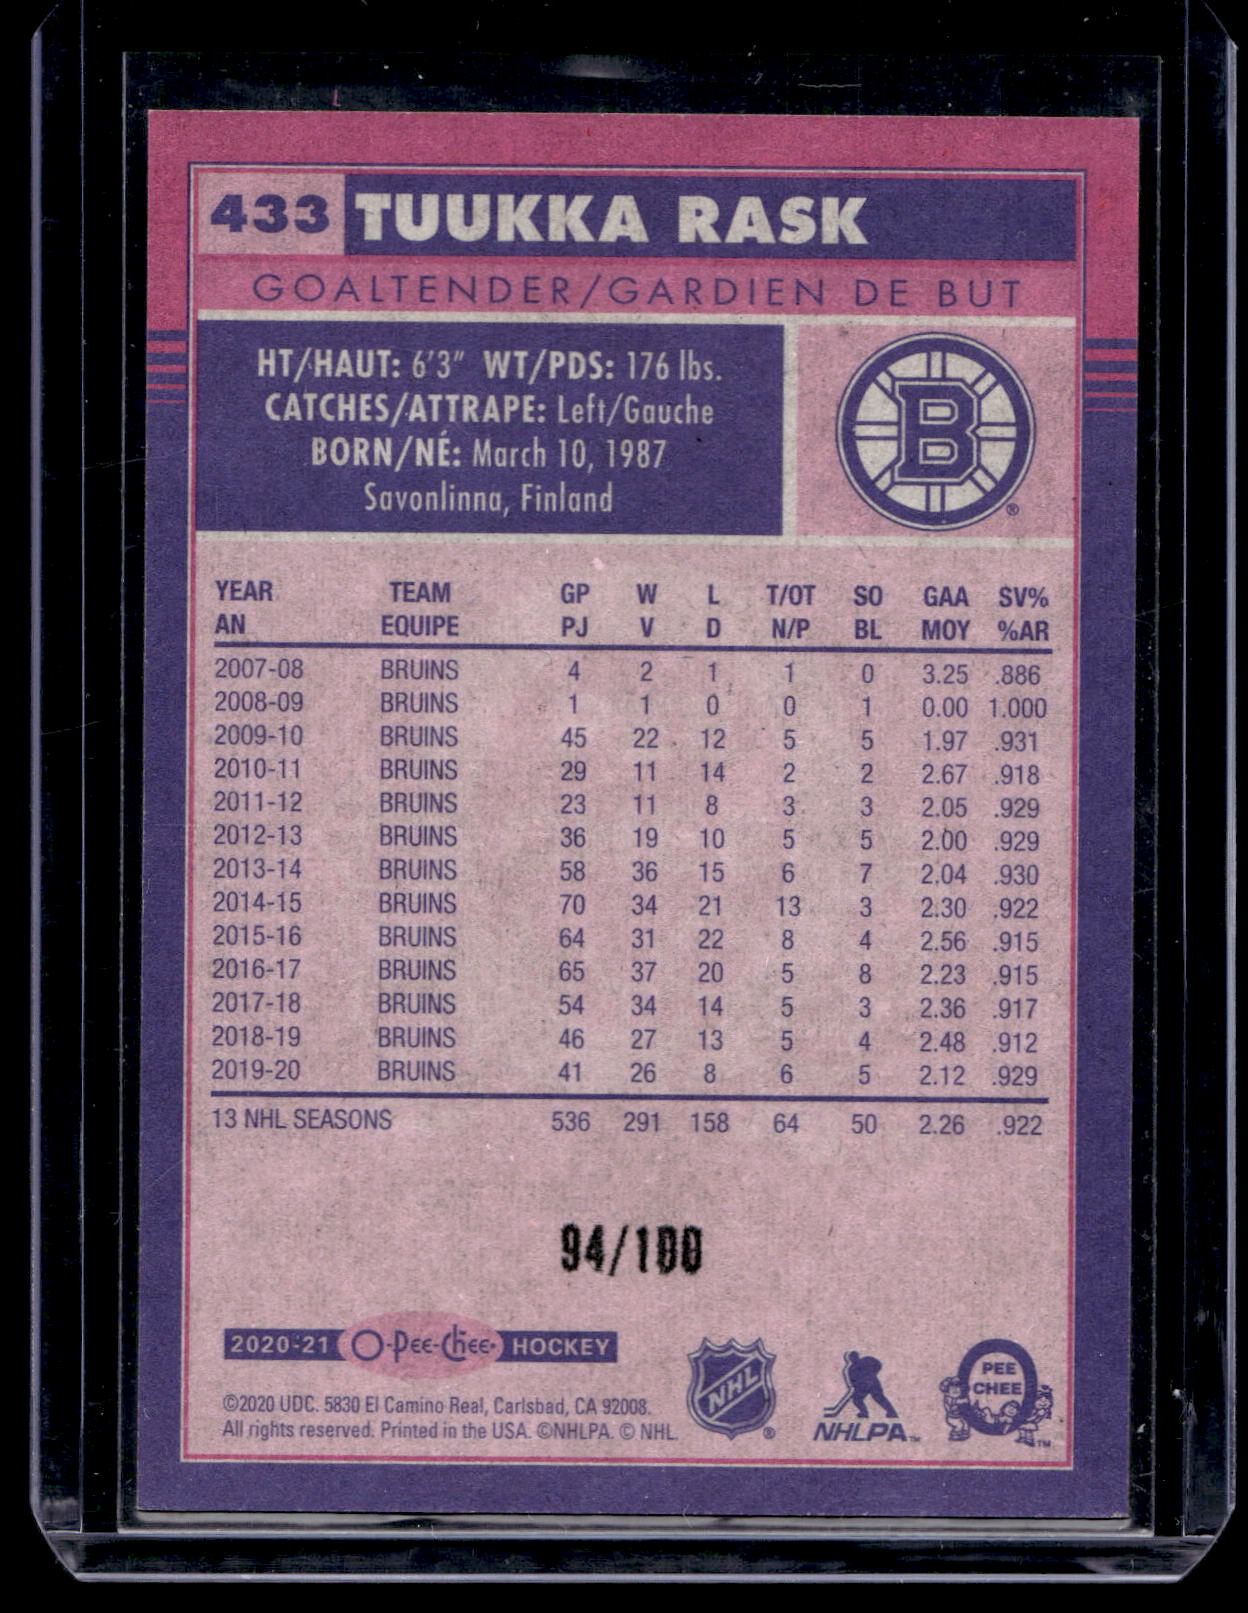 433 TUUKKA RASK
GOALTENDER/GARDIEN DE BUT
HT/HAUT: 6'3" WT/PDS: 176 lbs.
CATCHES/ATTRAPE: Left/Gauche
BORN/NÉ: March 10, 1987
Savonlinna, Finland
B ®
YEAR TEAM GP W L T/OT SO GAA SV%
AN EQUIPE PJ V D N/P BL MOY %AR
2007-08 BRUINS 4 2 1 1 0 3.25 .886
2008-09 BRUINS 1 1 0 0 1 0.00 1.000
2009-10 BRUINS 45 22 12 5 5 1.97 .931
2010-11 BRUINS 29 11 14 2 2 2.67 .918
2011-12 BRUINS 23 11 8 3 3 2.05 .929
2012-13 BRUINS 36 19 10 5 5 2.00 .929
2013-14 BRUINS 58 36 15 6 7 2.04 .930
2014-15 BRUINS 70 34 21 13 3 2.30 .922
2015-16 BRUINS 64 31 22 8 4 2.56 .915
2016-17 BRUINS 65 37 20 5 8 2.23 .915
2017-18 BRUINS 54 34 14 5 3 2.36 .917
2018-19 BRUINS 46 27 13 5 4 2.48 .912
2019-20 BRUINS 41 26 8 6 5 2.12 .929
13 NHL SEASONS 536 291 158 64 50 2.26 .922
94/100
2020-21 O-Pee-Chee HOCKEY
©2020 UDC. 5830 El Camino Real, Carlsbad, CA 92008.
All rights reserved. Printed in the USA. ©NHLPA. © NHL.
NHL ®
NHLPA™
O PEE CHEE ™